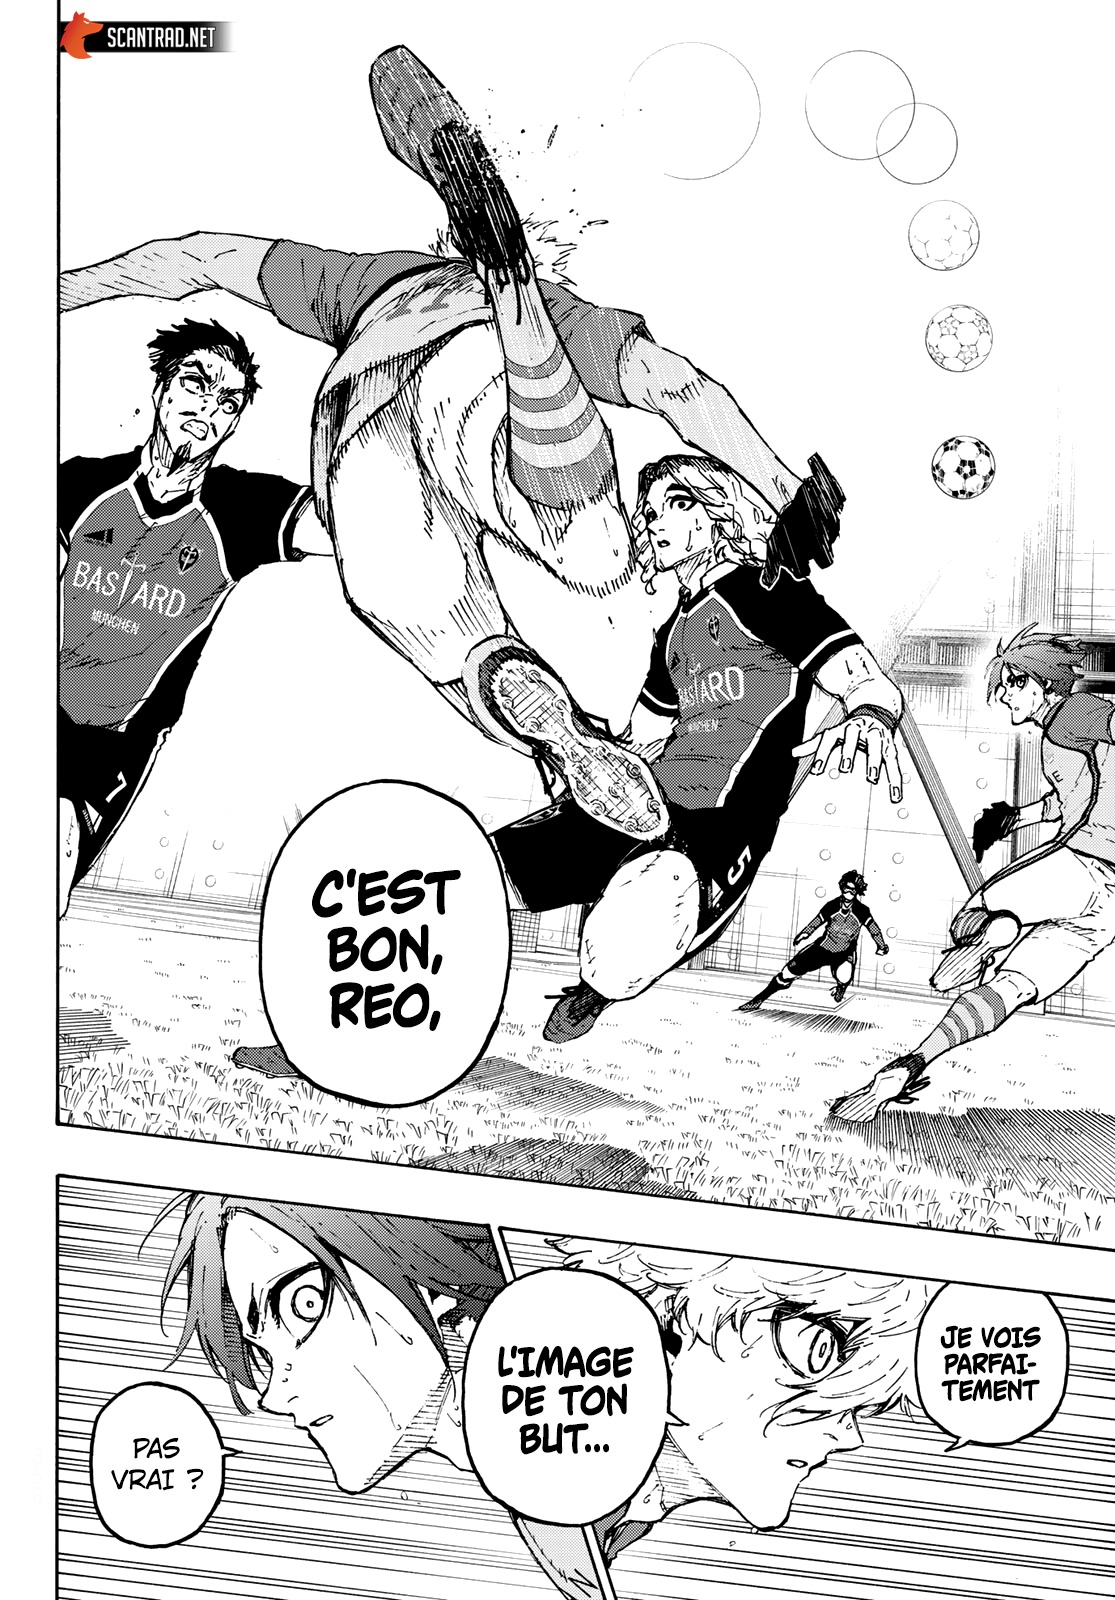 SCANTRAD.NET
BASTARD
MÜNCHEN
7
BASTARD
MÜNCHEN
5
E
C'EST
BON,
REO,
JE VOIS
PARFAI-
TEMENT
L'IMAGE
DE TON
BUT...
PAS
VRAI ?